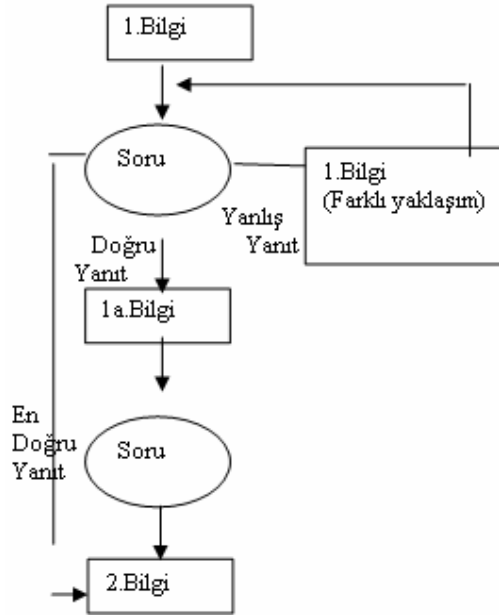 1.Bilgi
Soru
1.Bilgi
(Farklı yaklaşım)
Yanlış
Yanıt
Doğru
Yanıt
1a.Bilgi
En
Doğru
Yanıt
Soru
2.Bilgi